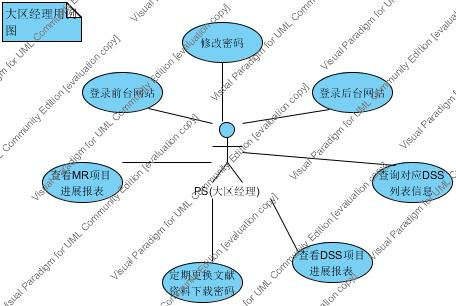 大区经理用例
图
修改密码
登录前台网站
登录后台网站
查看MR项目
进展报表
PS(大区经理)
查询对应DSS
列表信息
定期更换文献
资料下载密码
查看DSS项目
进展报表
Visual Paradigm for UML Community Edition [evaluation copy]